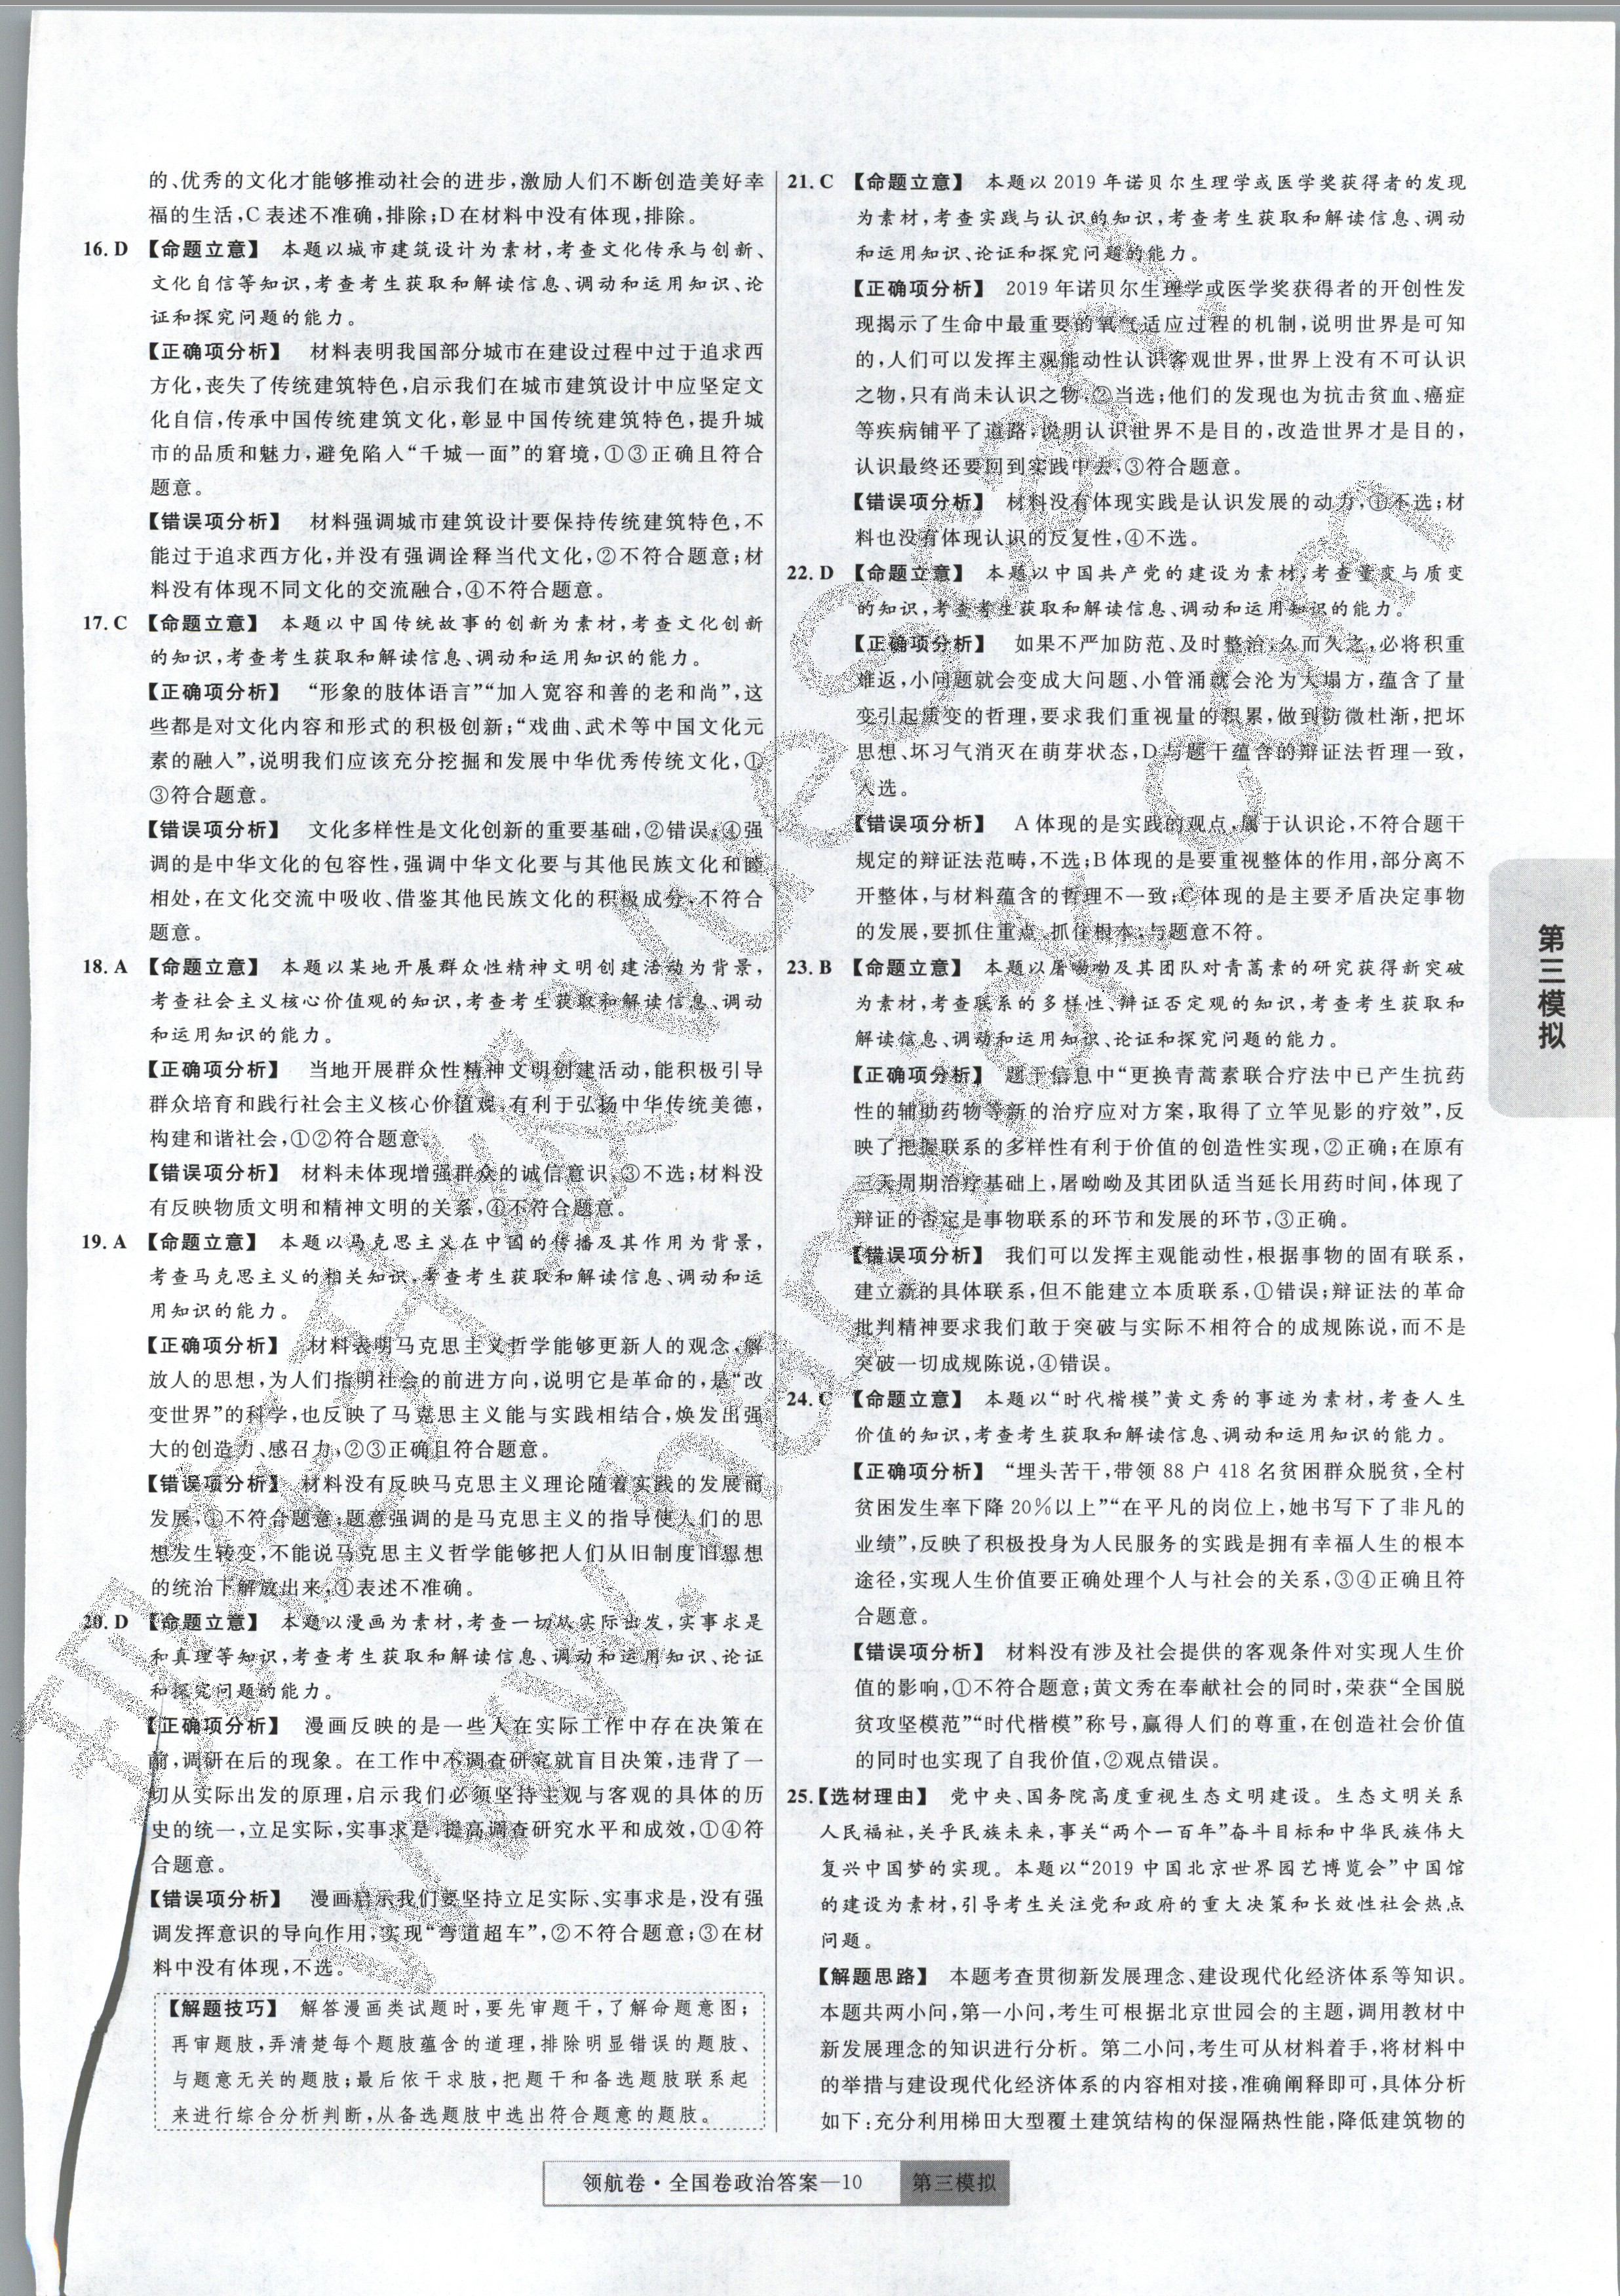 的、优秀的文化才能够推动社会的进步,激励人们不断创造美好幸
福的生活,C表述不准确,排除;D在材料中没有体现,排除。
16. D 【命题立意】 本题以城市建筑设计为素材,考查文化传承与创新、
文化自信等知识,考查考生获取和解读信息、调动和运用知识、论
证和探究问题的能力。
【正确项分析】 材料表明我国部分城市在建设过程中过于追求西
方化,丧失了传统建筑特色,启示我们在城市建筑设计中应坚定文
化自信,传承中国传统建筑文化,彰显中国传统建筑特色,提升城
市的品质和魅力,避免陷入“千城一面”的窘境,①③正确且符合
题意。
【错误项分析】 材料强调城市建筑设计要保持传统建筑特色,不
能过于追求西方化,并没有强调诠释当代文化,②不符合题意;材
料没有体现不同文化的交流融合,④不符合题意。
17. C 【命题立意】 本题以中国传统故事的创新为素材,考查文化创新
的知识,考查考生获取和解读信息、调动和运用知识的能力。
【正确项分析】 “形象的肢体语言”“加入宽容和善的老和尚”,这
些都是对文化内容和形式的积极创新;“戏曲、武术等中国文化元
素的融入”,说明我们应该充分挖掘和发展中华优秀传统文化,①
③符合题意。
【错误项分析】 文化多样性是文化创新的重要基础,②错误;④强
调的是中华文化的包容性,强调中华文化要与其他民族文化和睦
相处,在文化交流中吸收、借鉴其他民族文化的积极成分,不符合
题意。
18. A 【命题立意】 本题以某地开展群众性精神文明创建活动为背景,
考查社会主义核心价值观的知识,考查考生获取和解读信息、调动
和运用知识的能力。
【正确项分析】 当地开展群众性精神文明创建活动,能积极引导
群众培育和践行社会主义核心价值观,有利于弘扬中华传统美德,
构建和谐社会,①②符合题意。
【错误项分析】 材料未体现增强群众的诚信意识,③不选;材料没
有反映物质文明和精神文明的关系,④不符合题意。
19. A 【命题立意】 本题以马克思主义在中国的传播及其作用为背景,
考查马克思主义的相关知识,考查考生获取和解读信息、调动和运
用知识的能力。
【正确项分析】 材料表明马克思主义哲学能够更新人的观念,解
放人的思想,为人们指明社会的前进方向,说明它是革命的,是“改
变世界”的科学,也反映了马克思主义能与实践相结合,焕发出强
大的创造力、感召力,②③正确且符合题意。
【错误项分析】 材料没有反映马克思主义理论随着实践的发展而
发展,①不符合题意;题意强调的是马克思主义的指导使人们的思
想发生转变,不能说马克思主义哲学能够把人们从旧制度旧思想
的统治下解放出来,④表述不准确。
20. D 【命题立意】 本题以漫画为素材,考查一切从实际出发,实事求是
和真理等知识,考查考生获取和解读信息、调动和运用知识、论证
和探究问题的能力。
【正确项分析】 漫画反映的是一些人在实际工作中存在决策在
前,调研在后的现象。在工作中不调查研究就盲目决策,违背了一
切从实际出发的原理,启示我们必须坚持主观与客观的具体的历
史的统一,立足实际,实事求是,提高调查研究水平和成效,①④符
合题意。
【错误项分析】 漫画启示我们要坚持立足实际、实事求是,没有强
调发挥意识的导向作用,实现“弯道超车”,②不符合题意;③在材
料中没有体现,不选。
【解题技巧】 解答漫画类试题时,要先审题干,了解命题意图;
再审题肢,弄清楚每个题肢蕴含的道理,排除明显错误的题肢、
与题意无关的题肢;最后依干求肢,把题干和备选题肢联系起
来进行综合分析判断,从备选题肢中选出符合题意的题肢。
21. C 【命题立意】 本题以2019年诺贝尔生理学或医学奖获得者的发现
为素材,考查实践与认识的知识,考查考生获取和解读信息、调动
和运用知识、论证和探究问题的能力。
【正确项分析】 2019年诺贝尔生理学或医学奖获得者的开创性发
现揭示了生命中最重要的氧气适应过程的机制,说明世界是可知
的,人们可以发挥主观能动性认识客观世界,世界上没有不可认识
之物,只有尚未认识之物,②当选;他们的发现也为抗击贫血、癌症
等疾病铺平了道路,说明认识世界不是目的,改造世界才是目的,
认识最终还要回到实践中去,③符合题意。
【错误项分析】 材料没有体现实践是认识发展的动力,①不选;材
料也没有体现认识的反复性,④不选。
22. D 【命题立意】 本题以中国共产党的建设为素材,考查量变与质变
的知识,考查考生获取和解读信息、调动和运用知识的能力。
【正确项分析】 如果不严加防范、及时整治,久而久之,必将积重
难返,小问题就会变成大问题、小管涌就会沦为大塌方,蕴含了量
变引起质变的哲理,要求我们重视量的积累,做到防微杜渐,把坏
思想、坏习气消灭在萌芽状态,D与题干蕴含的辩证法哲理一致,
入选。
【错误项分析】 A体现的是实践的观点,属于认识论,不符合题干
规定的辩证法范畴,不选;B体现的是要重视整体的作用,部分离不
开整体,与材料蕴含的哲理不一致;C体现的是主要矛盾决定事物
的发展,要抓住重点、抓住根本,与题意不符。
23. B 【命题立意】 本题以屠呦呦及其团队对青蒿素的研究获得新突破
为素材,考查联系的多样性、辩证否定观的知识,考查考生获取和
解读信息、调动和运用知识、论证和探究问题的能力。
【正确项分析】 题干信息中“更换青蒿素联合疗法中已产生抗药
性的辅助药物等新的治疗应对方案,取得了立竿见影的疗效”,反
映了把握联系的多样性有利于价值的创造性实现,②正确;在原有
三天周期治疗基础上,屠呦呦及其团队适当延长用药时间,体现了
辩证的否定是事物联系的环节和发展的环节,③正确。
【错误项分析】 我们可以发挥主观能动性,根据事物的固有联系,
建立新的具体联系,但不能建立本质联系,①错误;辩证法的革命
批判精神要求我们敢于突破与实际不相符合的成规陈说,而不是
突破一切成规陈说,④错误。
24. C 【命题立意】 本题以“时代楷模”黄文秀的事迹为素材,考查人生
价值的知识,考查考生获取和解读信息、调动和运用知识的能力。
【正确项分析】 “埋头苦干,带领88户418名贫困群众脱贫,全村
贫困发生率下降20%以上”“在平凡的岗位上,她书写下了非凡的
业绩”,反映了积极投身为人民服务的实践是拥有幸福人生的根本
途径,实现人生价值要正确处理个人与社会的关系,③④正确且符
合题意。
【错误项分析】 材料没有涉及社会提供的客观条件对实现人生价
值的影响,①不符合题意;黄文秀在奉献社会的同时,荣获“全国脱
贫攻坚模范”“时代楷模”称号,赢得人们的尊重,在创造社会价值
的同时也实现了自我价值,②观点错误。
25. 【选材理由】 党中央、国务院高度重视生态文明建设。生态文明关系
人民福祉,关乎民族未来,事关“两个一百年”奋斗目标和中华民族伟大
复兴中国梦的实现。本题以“2019中国北京世界园艺博览会”中国馆
的建设为素材,引导考生关注党和政府的重大决策和长效性社会热点
问题。
【解题思路】 本题考查贯彻新发展理念、建设现代化经济体系等知识。
本题共两小问,第一小问,考生可根据北京世园会的主题,调用教材中
新发展理念的知识进行分析。第二小问,考生可从材料着手,将材料中
的举措与建设现代化经济体系的内容相对接,准确阐释即可,具体分析
如下:充分利用梯田大型覆土建筑结构的保湿隔热性能,降低建筑物的
第三模拟
领航卷·全国卷政治答案—10 第三模拟